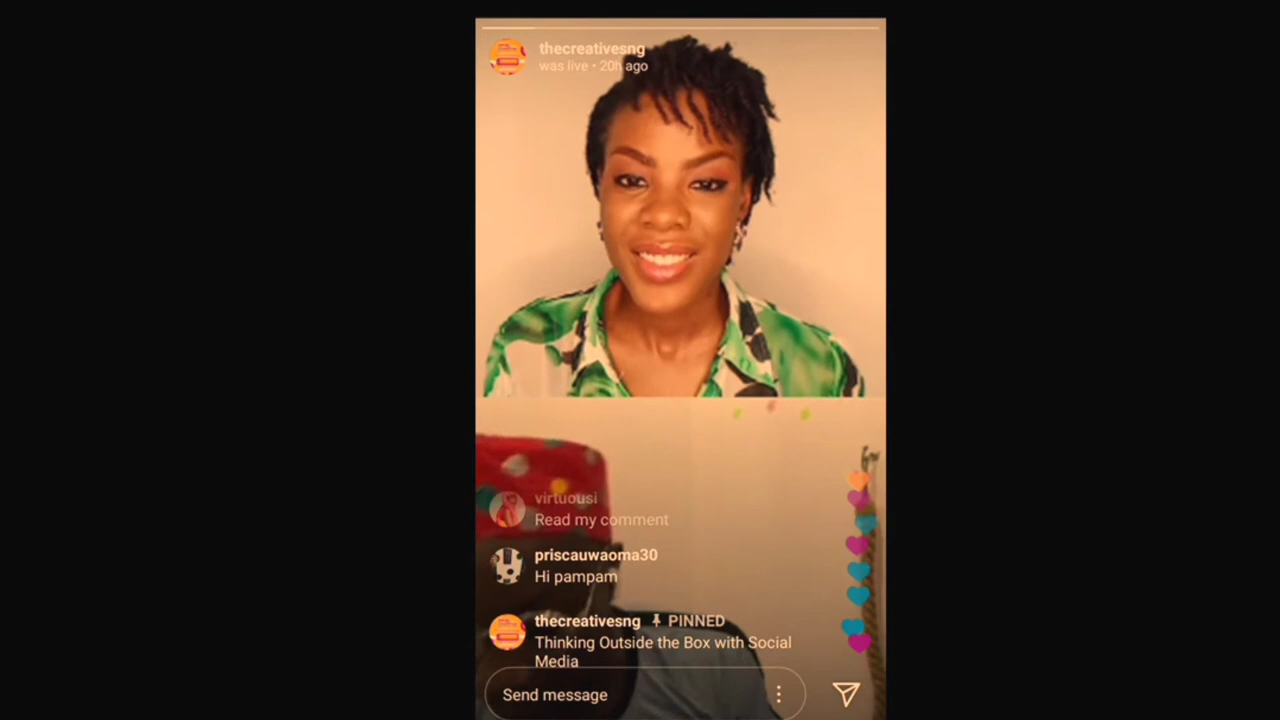 thecreativesng
was live • 20h ago
virtuousi
Read my comment
priscauwaoma30
Hi pampam
thecreativesng PINNED
Thinking Outside the Box with Social
Media
Send message